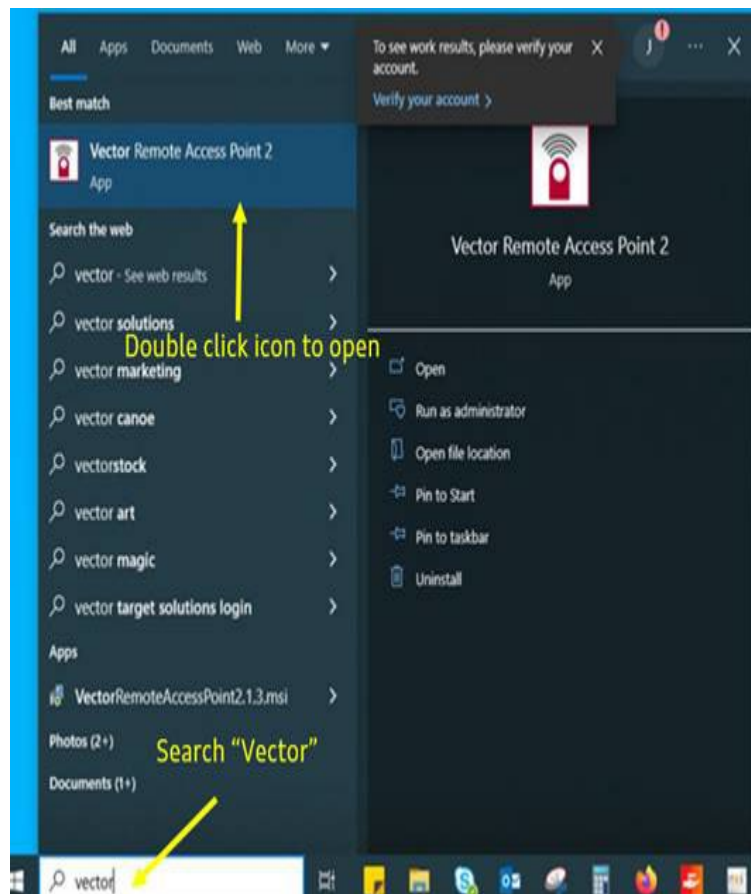 All Apps Documents Web More
To see work results, please verify your
account.
Verify your account >
J
Best match
Vector Remote Access Point 2
App
Search the web
vector - See web results
vector solutions
vector marketing
vector canoe
vectorstock
vector art
vector magic
vector target solutions login
Apps
VectorRemoteAccessPoint2.1.3.msi
Photos (2+)
Documents (1+)
Double click icon to open
Search “Vector”
vector
Vector Remote Access Point 2
App
Open
Run as administrator
Open file location
Pin to Start
Pin to taskbar
Uninstall